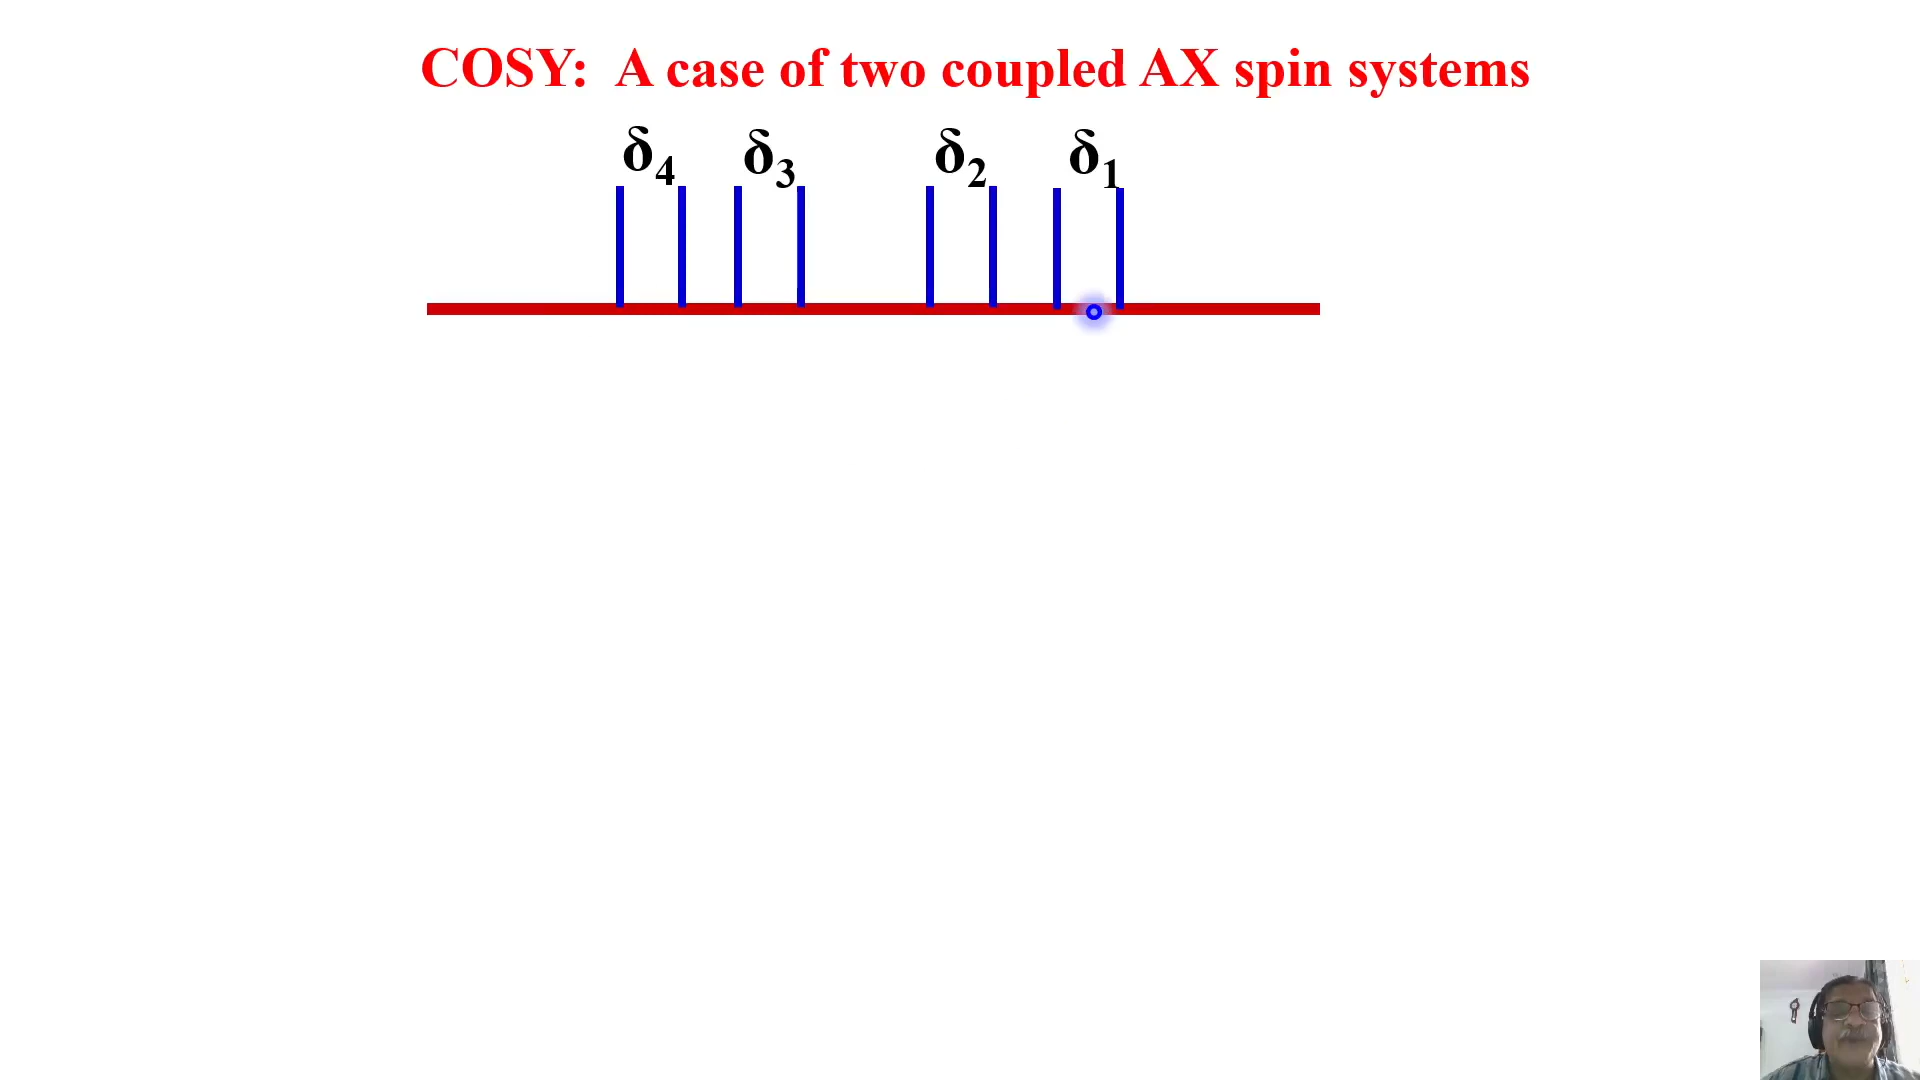 COSY: A case of two coupled AX spin systems
δ₄ δ₃ δ₂ δ₁